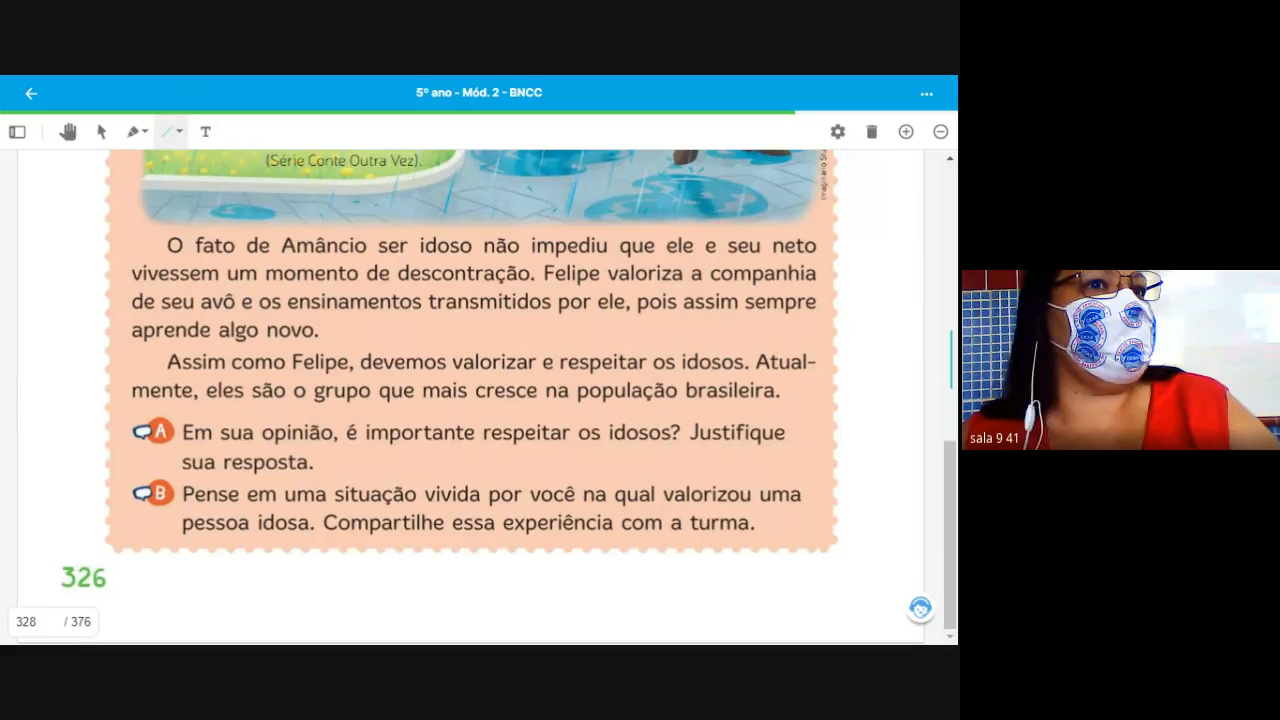 5º ano - Mód. 2 - BNCC
T
(Série Conte Outra Vez).
O fato de Amâncio ser idoso não impediu que ele e seu neto
vivessem um momento de descontração. Felipe valoriza a companhia
de seu avô e os ensinamentos transmitidos por ele, pois assim sempre
aprende algo novo.
Assim como Felipe, devemos valorizar e respeitar os idosos. Atual-
mente, eles são o grupo que mais cresce na população brasileira.
A Em sua opinião, é importante respeitar os idosos? Justifique
sua resposta.
B Pense em uma situação vivida por você na qual valorizou uma
pessoa idosa. Compartilhe essa experiência com a turma.
326
328 / 376
sala 9 41